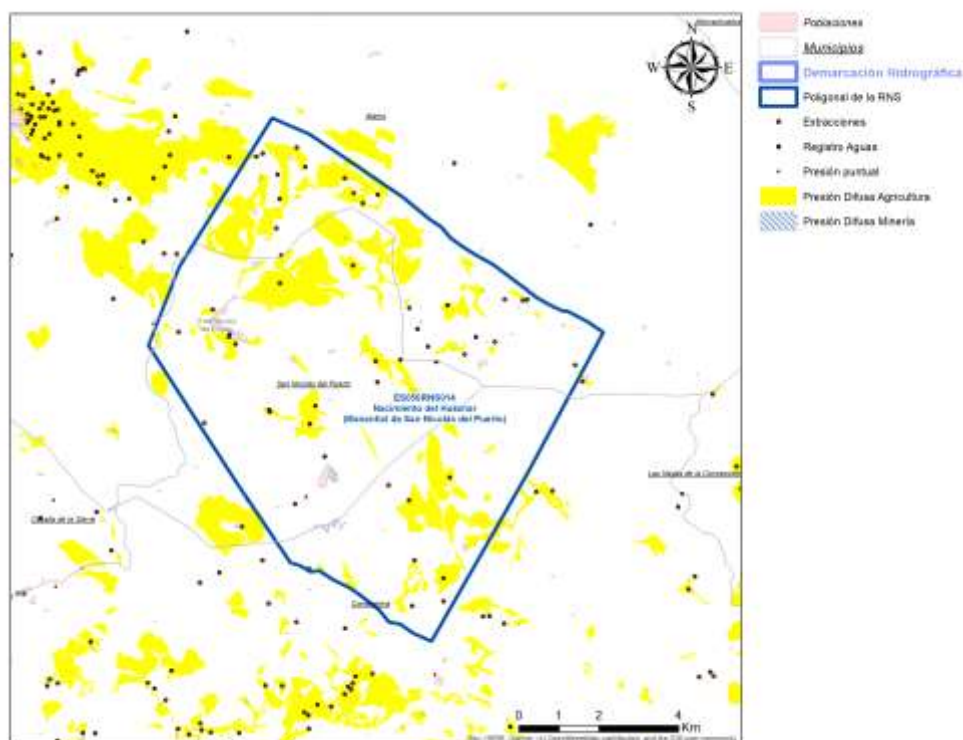 N
W
E
S
Alanís
San Nicolás del Puerto
ES050RNS014
Nacimiento del Huéznar
(Manantial de San Nicolás del Puerto)
Las Navas de la Concepción
Cazalla de la Sierra
Constantina
0 1 2 4
Km
Poblaciones
Municipios
Demarcación Hidrográfica
Poligonal de la RNS
Extracciones
Registro Aguas
Presión puntual
Presión Difusa Agricultura
Presión Difusa Minería